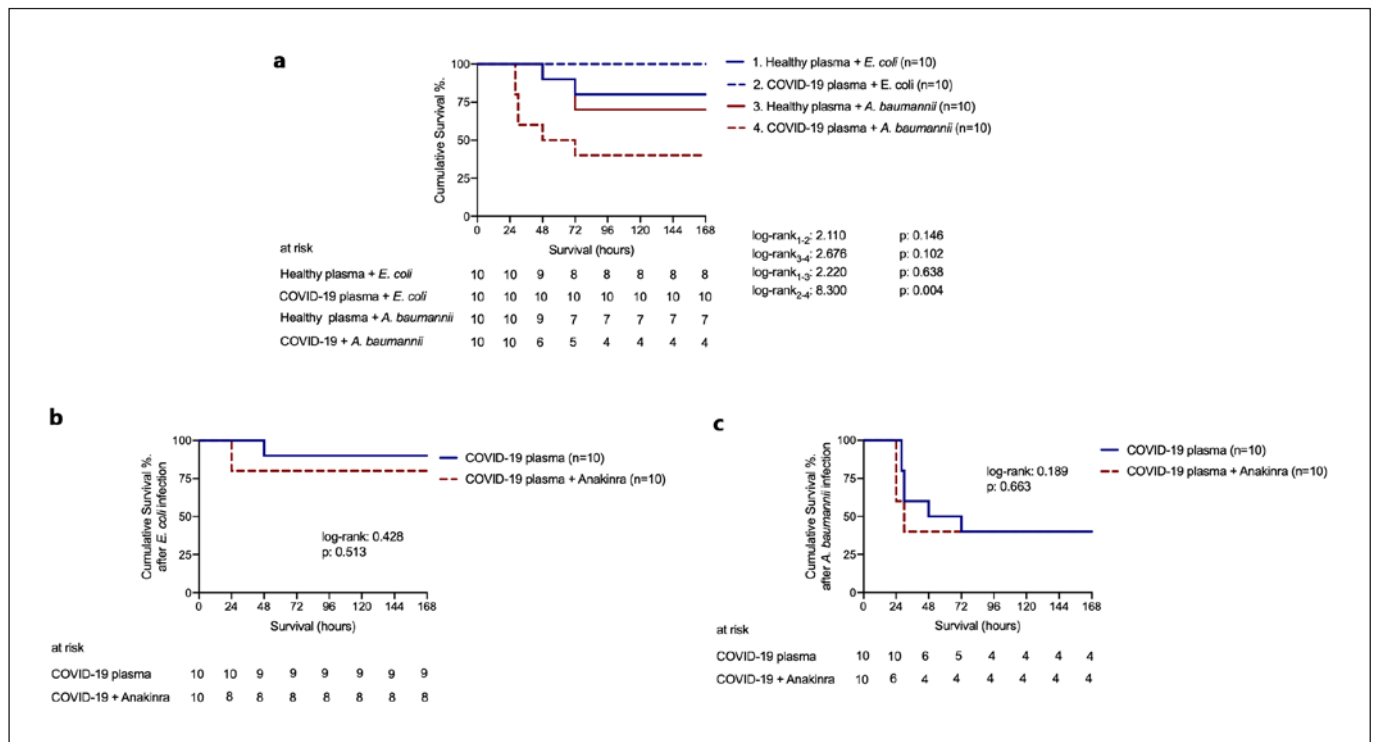 a
Cumulative Survival %.
100
75
50
25
0
0 24 48 72 96 120 144 168
Survival (hours)
1. Healthy plasma + E. coli (n=10)
2. COVID-19 plasma + E. coli (n=10)
3. Healthy plasma + A. baumannii (n=10)
4. COVID-19 plasma + A. baumannii (n=10)
log-rank1-2: 2.110 p: 0.146
log-rank3-4: 2.676 p: 0.102
log-rank1-3: 2.220 p: 0.638
log-rank2-4: 8.300 p: 0.004
at risk
Healthy plasma + E. coli 10 10 9 8 8 8 8 8
COVID-19 plasma + E. coli 10 10 10 10 10 10 10 10
Healthy plasma + A. baumannii 10 10 9 7 7 7 7 7
COVID-19 + A. baumannii 10 10 6 5 4 4 4 4
b
Cumulative Survival %.
after E. coli infection
100
75
50
25
0
0 24 48 72 96 120 144 168
Survival (hours)
COVID-19 plasma (n=10)
COVID-19 plasma + Anakinra (n=10)
log-rank: 0.428
p: 0.513
at risk
COVID-19 plasma 10 10 9 9 9 9 9 9
COVID-19 + Anakinra 10 8 8 8 8 8 8 8
c
Cumulative Survival %.
after A. baumannii infection
100
75
50
25
0
0 24 48 72 96 120 144 168
Survival (hours)
COVID-19 plasma (n=10)
COVID-19 plasma + Anakinra (n=10)
log-rank: 0.189
p: 0.663
at risk
COVID-19 plasma 10 10 6 5 4 4 4 4
COVID-19 + Anakinra 10 6 4 4 4 4 4 4